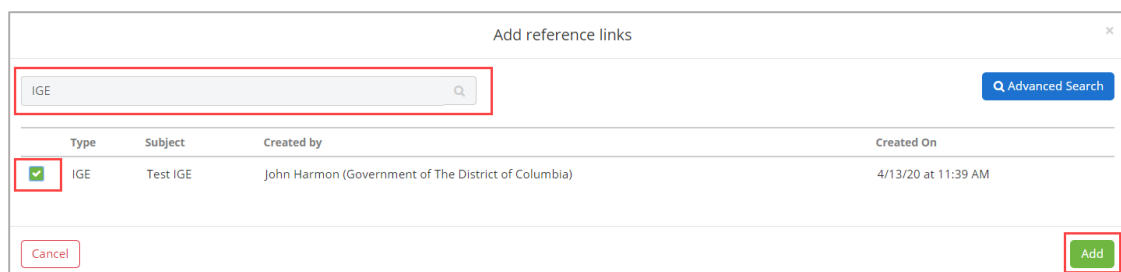 Add reference links ×
IGE Advanced Search
Type Subject Created by Created On
IGE Test IGE John Harmon (Government of The District of Columbia) 4/13/20 at 11:39 AM
Cancel Add